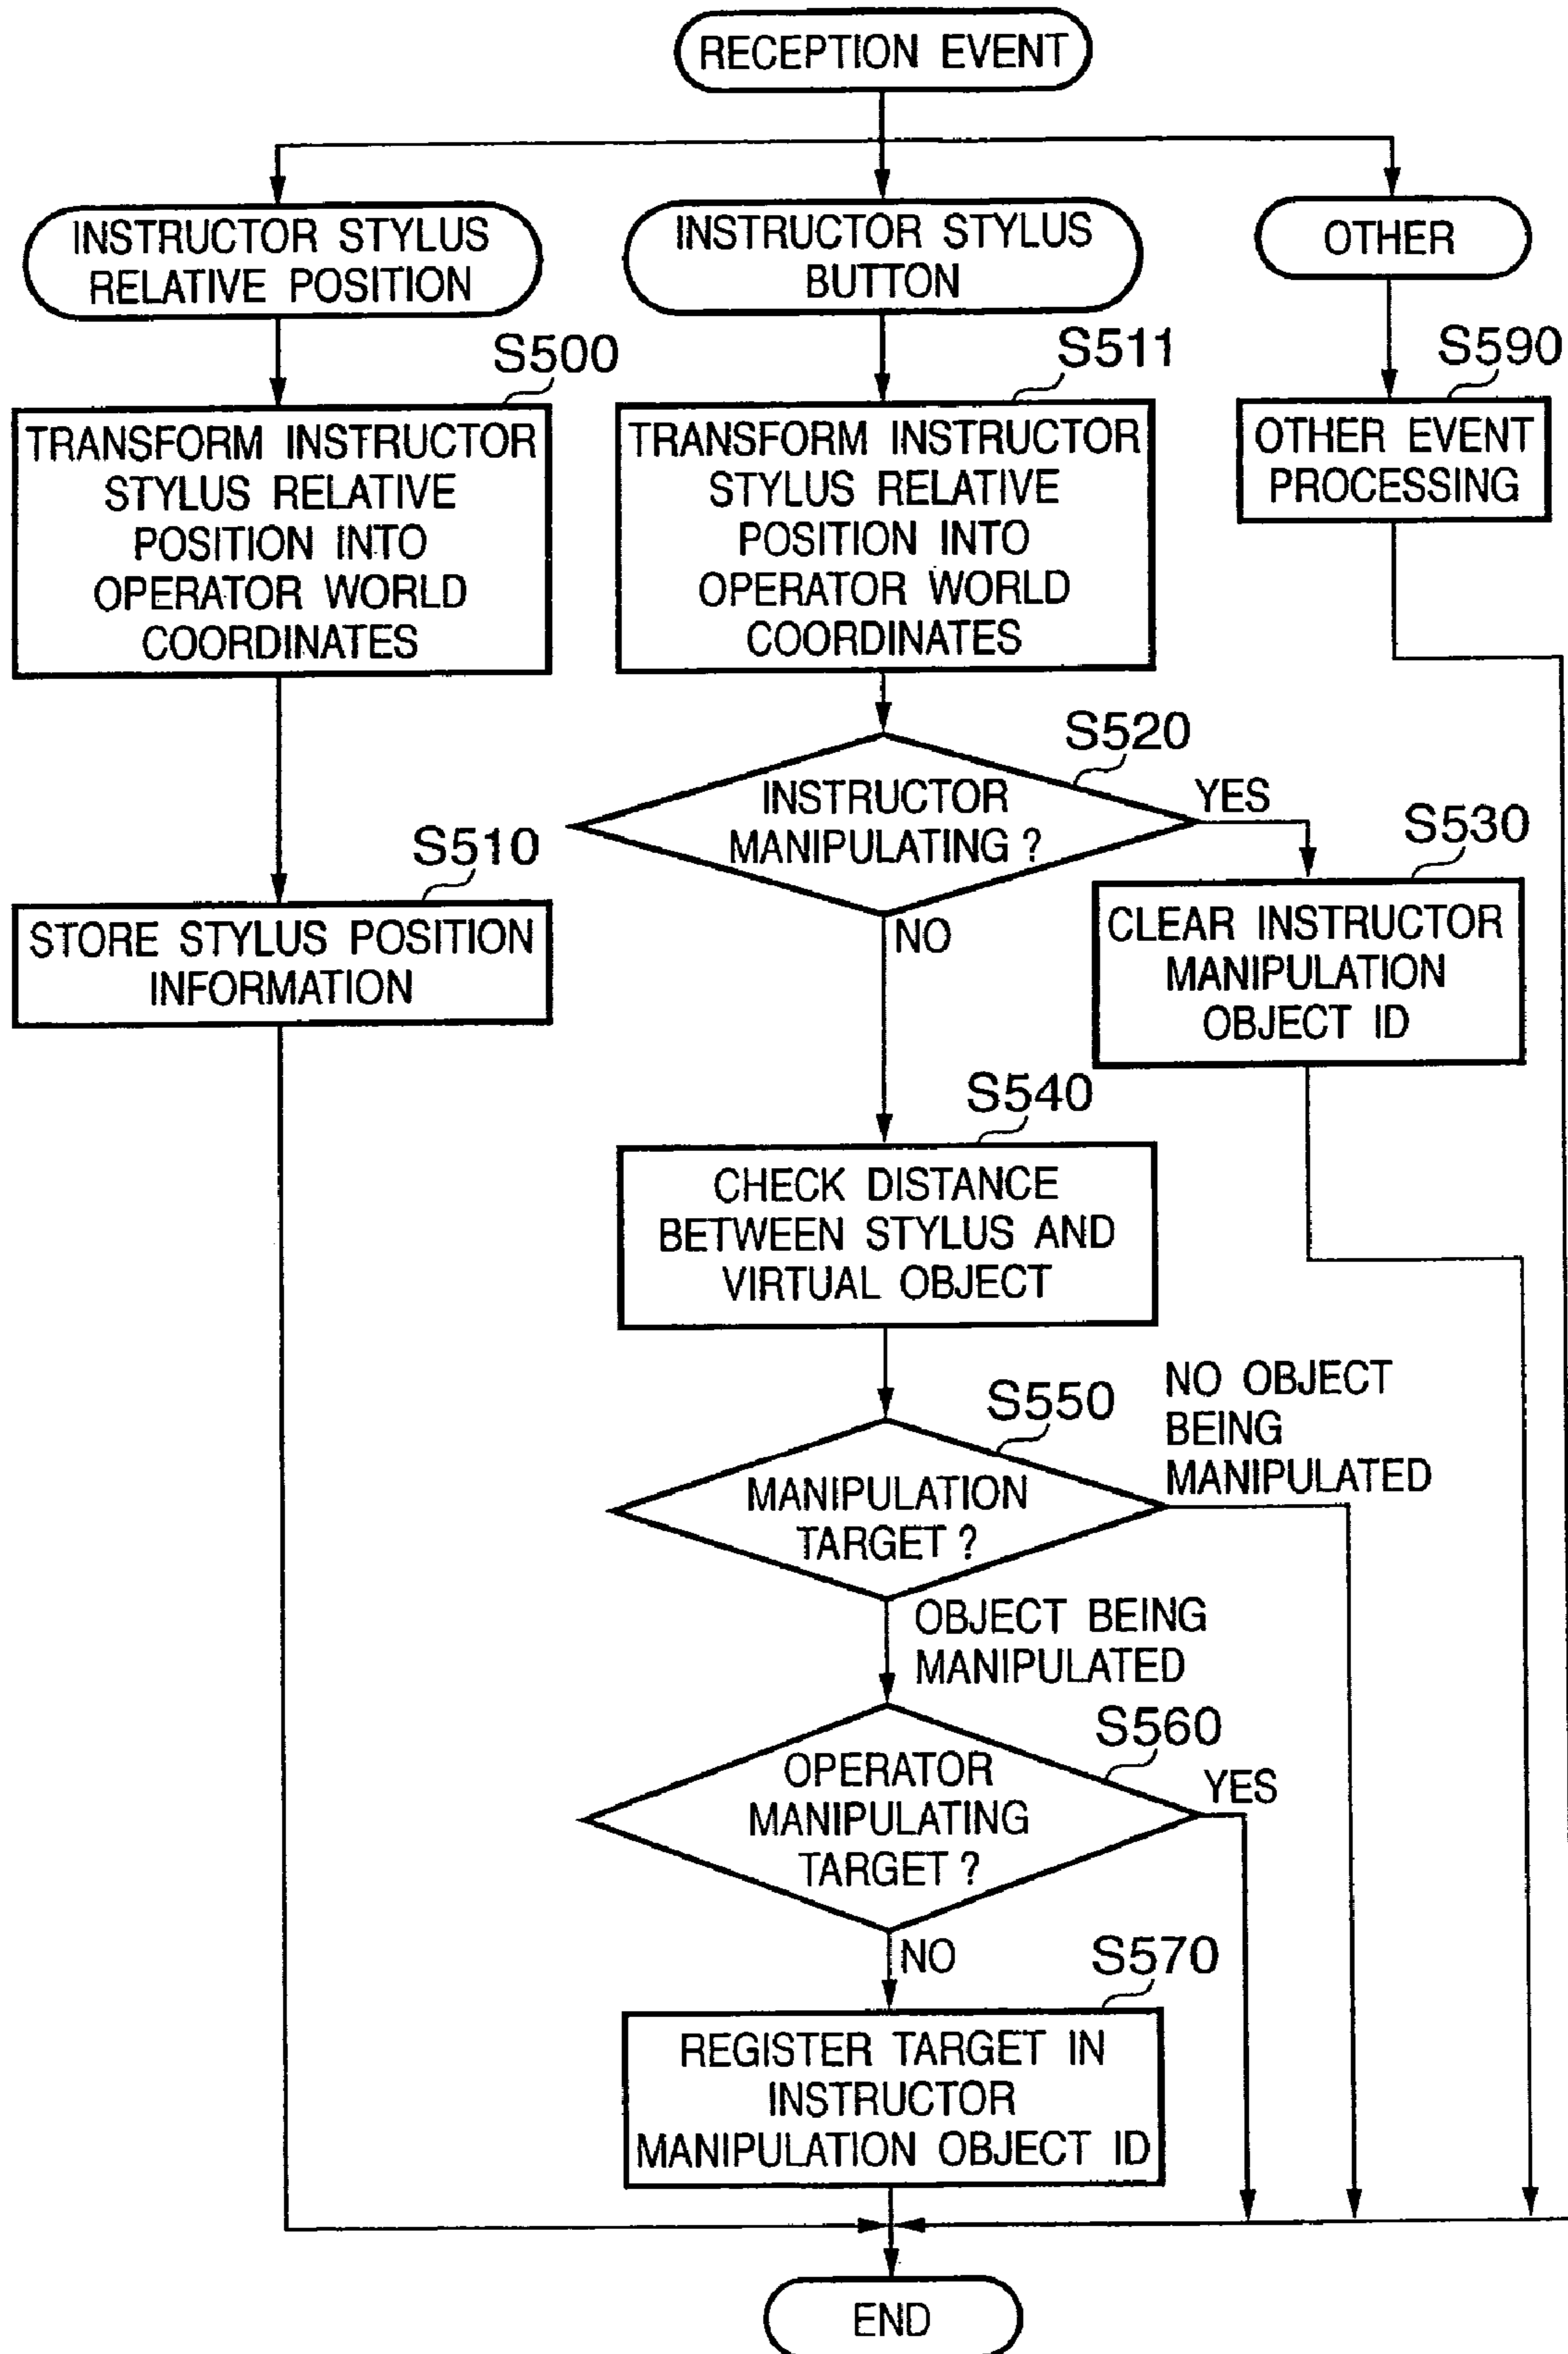 RECEPTION EVENT
INSTRUCTOR STYLUS
RELATIVE POSITION
INSTRUCTOR STYLUS
BUTTON
OTHER
S500
TRANSFORM INSTRUCTOR
STYLUS RELATIVE
POSITION INTO
OPERATOR WORLD
COORDINATES
S511
TRANSFORM INSTRUCTOR
STYLUS RELATIVE
POSITION INTO
OPERATOR WORLD
COORDINATES
S590
OTHER EVENT
PROCESSING
S510
STORE STYLUS POSITION
INFORMATION
S520
INSTRUCTOR
MANIPULATING ?
YES
NO
S530
CLEAR INSTRUCTOR
MANIPULATION
OBJECT ID
S540
CHECK DISTANCE
BETWEEN STYLUS AND
VIRTUAL OBJECT
S550
MANIPULATION
TARGET ?
NO OBJECT
BEING
MANIPULATED
OBJECT BEING
MANIPULATED
S560
OPERATOR
MANIPULATING
TARGET ?
YES
NO
S570
REGISTER TARGET IN
INSTRUCTOR
MANIPULATION OBJECT ID
END